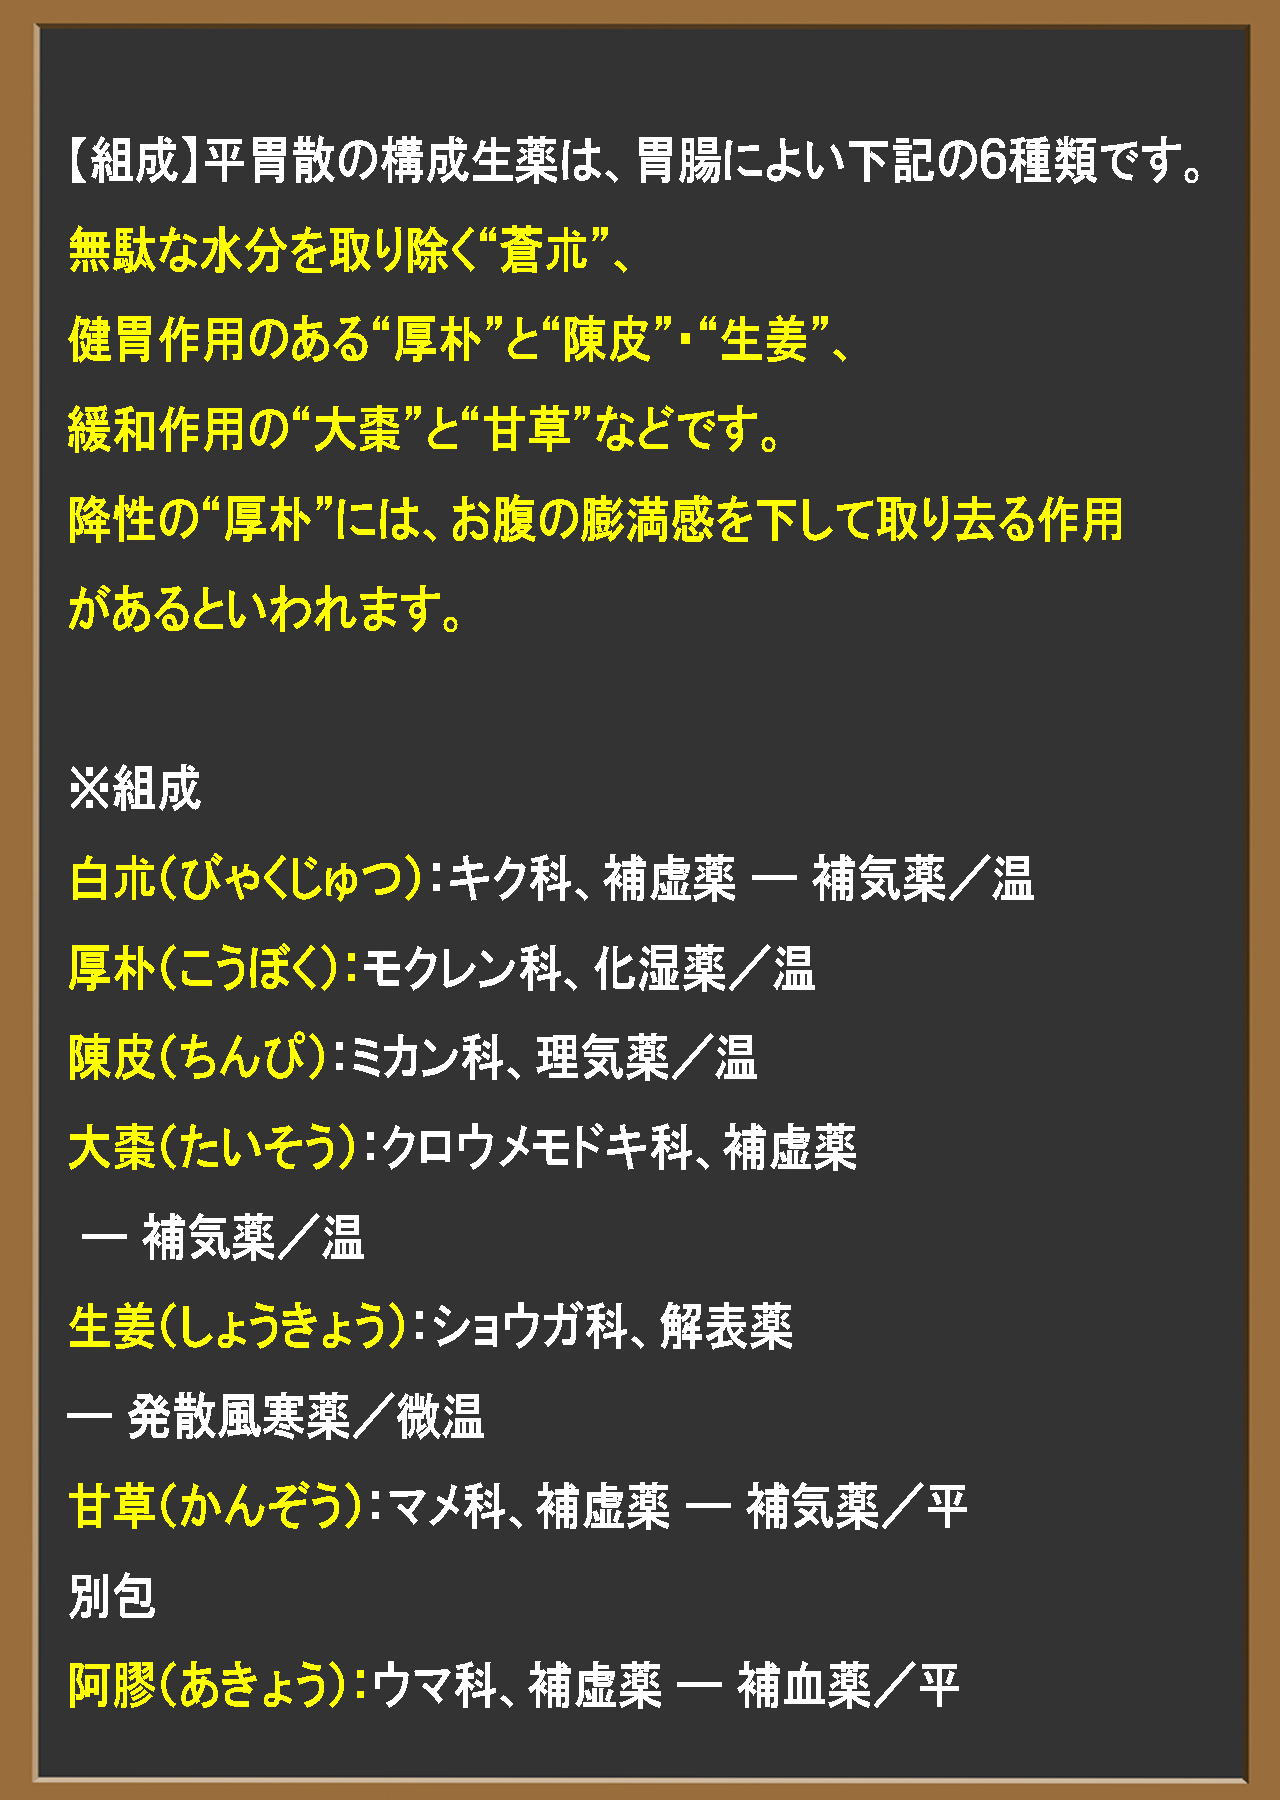 【組成】平胃散の構成生薬は、胃腸によい下記の6種類です。
無駄な水分を取り除く“蒼朮”、
健胃作用のある“厚朴”と“陳皮”・“生姜”、
緩和作用の“大棗”と“甘草”などです。
降性の“厚朴”には、お腹の膨満感を下して取り去る作用
があるといわれます。
※組成
白朮（びゃくじゅつ）：キク科、補虚薬 ― 補気薬／温
厚朴（こうぼく）：モクレン科、化湿薬／温
陳皮（ちんぴ）：ミカン科、理気薬／温
大棗（たいそう）：クロウメモドキ科、補虚薬
― 補気薬／温
生姜（しょうきょう）：ショウガ科、解表薬
― 発散風寒薬／微温
甘草（かんぞう）：マメ科、補虚薬 ― 補気薬／平
別包
阿膠（あきょう）：ウマ科、補虚薬 ― 補血薬／平